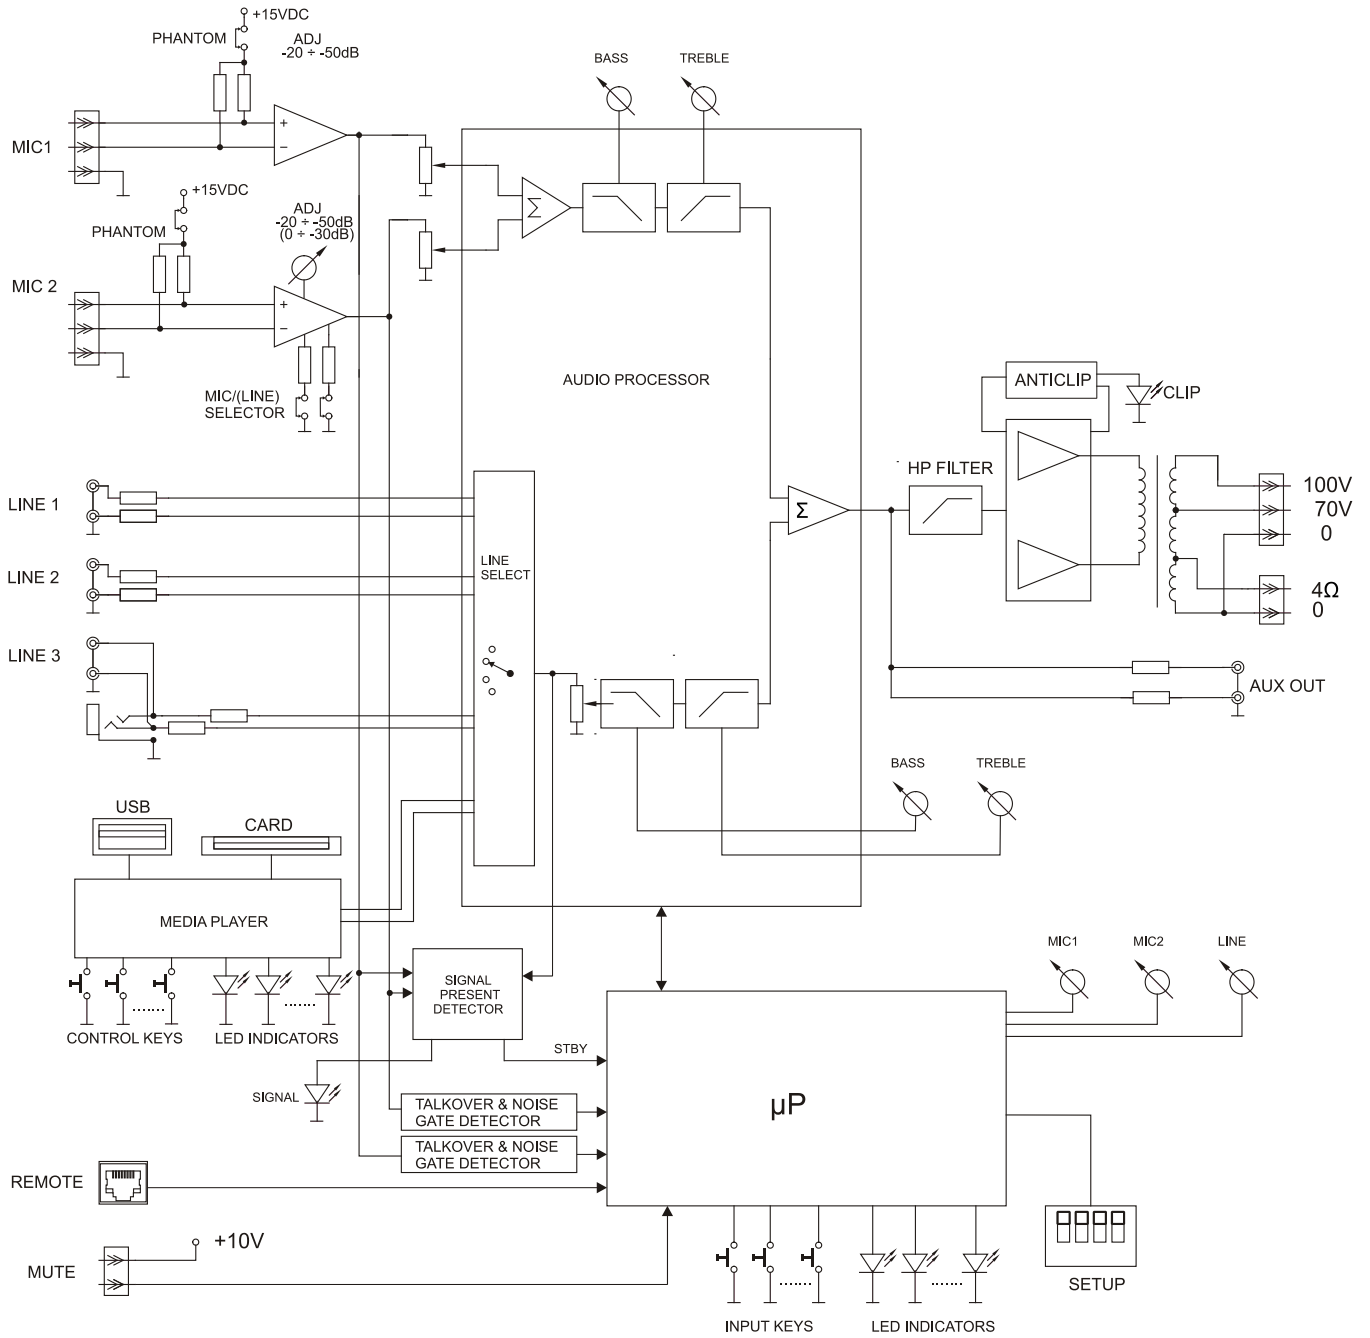 +15VDC
PHANTOM
ADJ
-20 ÷ -50dB
BASS
TREBLE
+
−
MIC1
+15VDC
PHANTOM
ADJ
-20 ÷ -50dB
(0 ÷ -30dB)
Σ
MIC 2
+
−
AUDIO PROCESSOR
MIC/(LINE)
SELECTOR
ANTICLIP
CLIP
HP FILTER
LINE 1
100V
70V
0
Σ
LINE
SELECT
LINE 2
4Ω
0
LINE 3
AUX OUT
BASS
TREBLE
USB
CARD
MEDIA PLAYER
MIC1
MIC2
LINE
SIGNAL
PRESENT
DETECTOR
CONTROL KEYS
LED INDICATORS
STBY
SIGNAL
TALKOVER & NOISE
GATE DETECTOR
µP
TALKOVER & NOISE
GATE DETECTOR
REMOTE
+10V
MUTE
SETUP
INPUT KEYS
LED INDICATORS